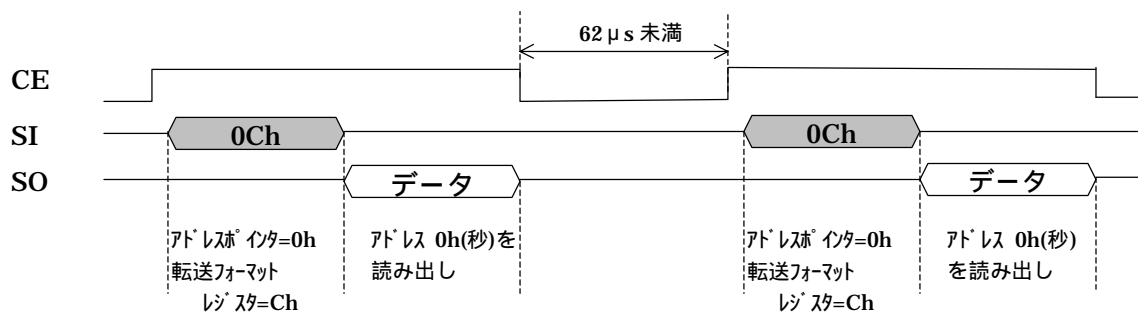 62μs 未満
CE
SI
0Ch
0Ch
SO
データ
データ
ｱﾄﾞﾚｽﾎﾟｲﾝﾀ=0h
転送ﾌｫｰﾏｯﾄ
ﾚｼﾞｽﾀ=Ch
ｱﾄﾞﾚｽ 0h(秒)を
読み出し
ｱﾄﾞﾚｽﾎﾟｲﾝﾀ=0h
転送ﾌｫｰﾏｯﾄ
ﾚｼﾞｽﾀ=Ch
ｱﾄﾞﾚｽ 0h(秒)
を読み出し